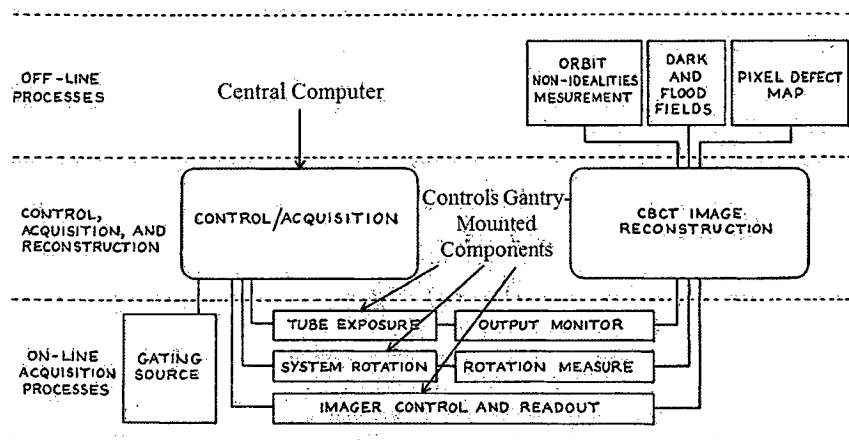 OFF-LINE
PROCESSES
Central Computer
ORBIT
NON-IDEALITIES
MESUREMENT
DARK
AND
FLOOD
FIELDS
PIXEL DEFECT
MAP
CONTROL,
ACQUISITION, AND
RECONSTRUCTION
CONTROL/ACQUISITION
Controls Gantry-
Mounted
Components
CBCT IMAGE
RECONSTRUCTION
ON-LINE
ACQUISITION
PROCESSES
GATING
SOURCE
TUBE EXPOSURE
OUTPUT MONITOR
SYSTEM ROTATION
ROTATION MEASURE
IMAGER CONTROL AND READOUT